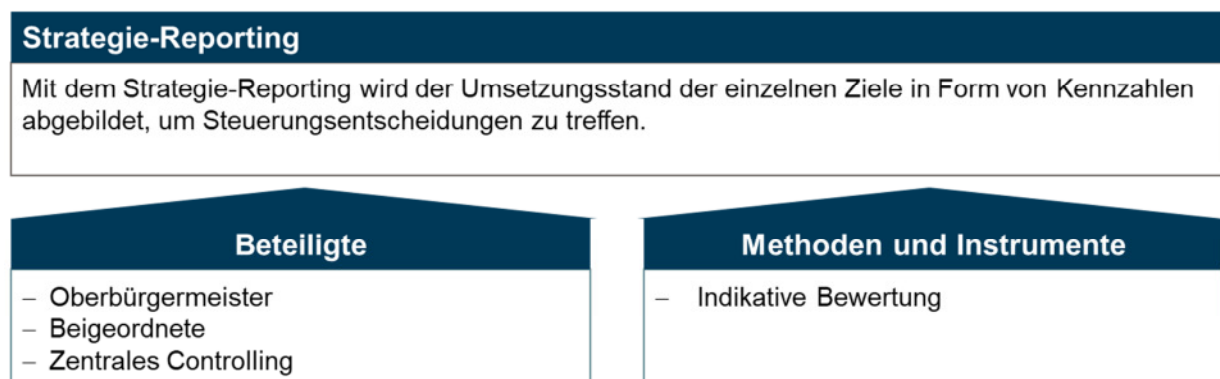 Strategie-Reporting
Mit dem Strategie-Reporting wird der Umsetzungsstand der einzelnen Ziele in Form von Kennzahlen
abgebildet, um Steuerungsentscheidungen zu treffen.
Beteiligte
– Oberbürgermeister
– Beigeordnete
– Zentrales Controlling
Methoden und Instrumente
– Indikative Bewertung